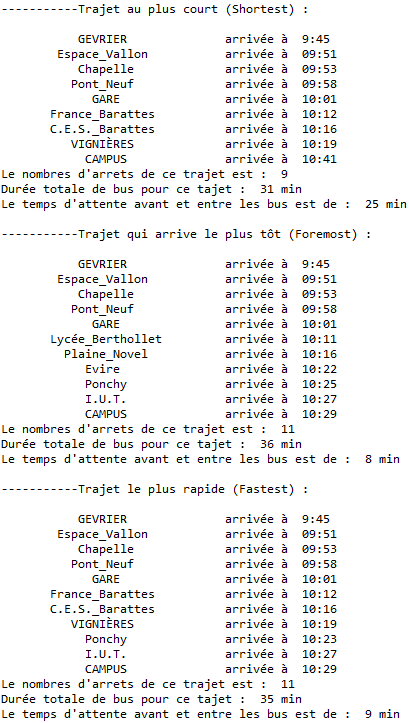 -----------Trajet au plus court (Shortest) :
GEVRIER arrivée à 9:45
Espace_Vallon arrivée à 09:51
Chapelle arrivée à 09:53
Pont_Neuf arrivée à 09:58
GARE arrivée à 10:01
France_Barattes arrivée à 10:12
C.E.S._Barattes arrivée à 10:16
VIGNIÈRES arrivée à 10:19
CAMPUS arrivée à 10:41
Le nombres d'arrets de ce trajet est : 9
Durée totale de bus pour ce tajet : 31 min
Le temps d'attente avant et entre les bus est de : 25 min
-----------Trajet qui arrive le plus tôt (Foremost) :
GEVRIER arrivée à 9:45
Espace_Vallon arrivée à 09:51
Chapelle arrivée à 09:53
Pont_Neuf arrivée à 09:58
GARE arrivée à 10:01
Lycée_Berthollet arrivée à 10:11
Plaine_Novel arrivée à 10:16
Evire arrivée à 10:22
Ponchy arrivée à 10:25
I.U.T. arrivée à 10:27
CAMPUS arrivée à 10:29
Le nombres d'arrets de ce trajet est : 11
Durée totale de bus pour ce tajet : 36 min
Le temps d'attente avant et entre les bus est de : 8 min
-----------Trajet le plus rapide (Fastest) :
GEVRIER arrivée à 9:45
Espace_Vallon arrivée à 09:51
Chapelle arrivée à 09:53
Pont_Neuf arrivée à 09:58
GARE arrivée à 10:01
France_Barattes arrivée à 10:12
C.E.S._Barattes arrivée à 10:16
VIGNIÈRES arrivée à 10:19
Ponchy arrivée à 10:23
I.U.T. arrivée à 10:27
CAMPUS arrivée à 10:29
Le nombres d'arrets de ce trajet est : 11
Durée totale de bus pour ce tajet : 35 min
Le temps d'attente avant et entre les bus est de : 9 min